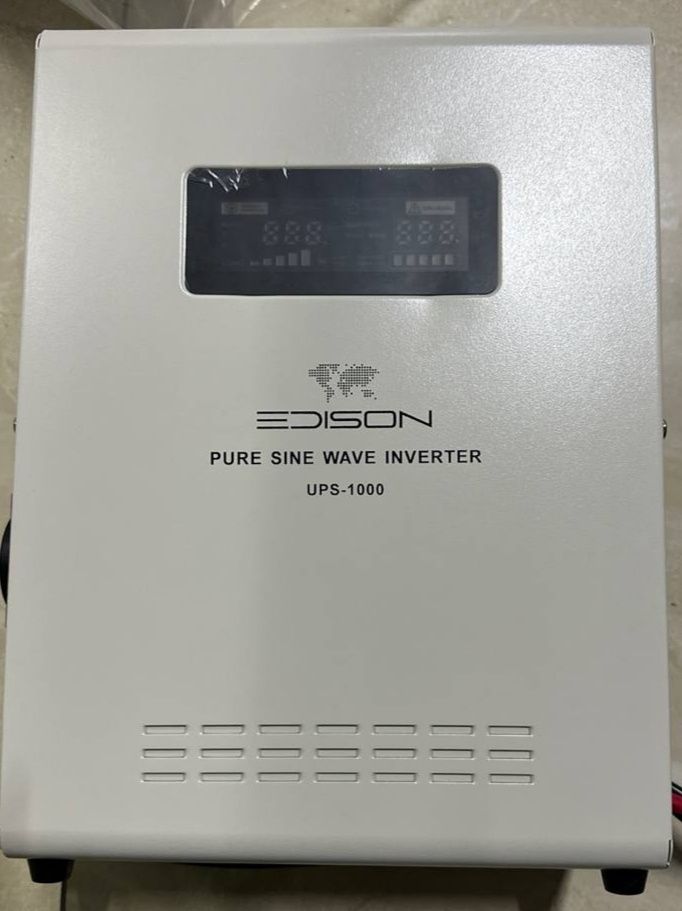 EDISON
PURE SINE WAVE INVERTER
UPS-1000